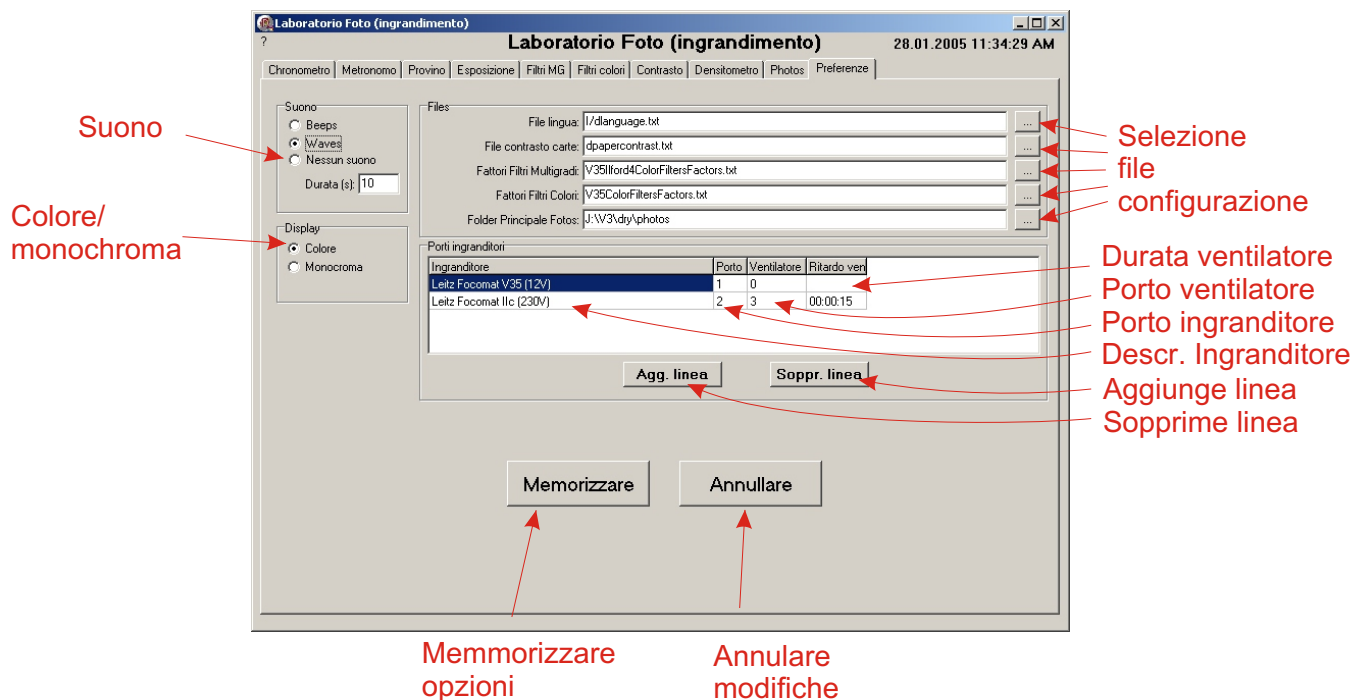 Laboratorio Foto (ingrandimento)
?
Laboratorio Foto (ingrandimento)
28.01.2005 11:34:29 AM
Chronometro Metronomo Provino Esposizione Filtri MG Filtri colori Contrasto Densitometro Photos Preferenze
Suono
Beeps
Waves
Nessun suono
Durata (s): 10
Display
Colore
Monocroma
Files
File lingua: I/dlanguage.txt ...
File contrasto carte: dpapercontrast.txt ...
Fattori Filtri Multigradi: V35Ilford4ColorFiltersFactors.txt ...
Fattori Filtri Colori: V35ColorFiltersFactors.txt ...
Folder Principale Fotos: J:\V3\dry\photos ...
Porti ingranditori
Ingranditore Porto Ventilatore Ritardo ven
Leitz Focomat V35 (12V) 1 0
Leitz Focomat IIc (230V) 2 3 00:00:15
Agg. linea Soppr. linea
Memorizzare Annullare
Suono
Colore/
monochroma
Selezione
file
configurazione
Durata ventilatore
Porto ventilatore
Porto ingranditore
Descr. Ingranditore
Aggiunge linea
Sopprime linea
Memmorizzare
opzioni
Annulare
modifiche